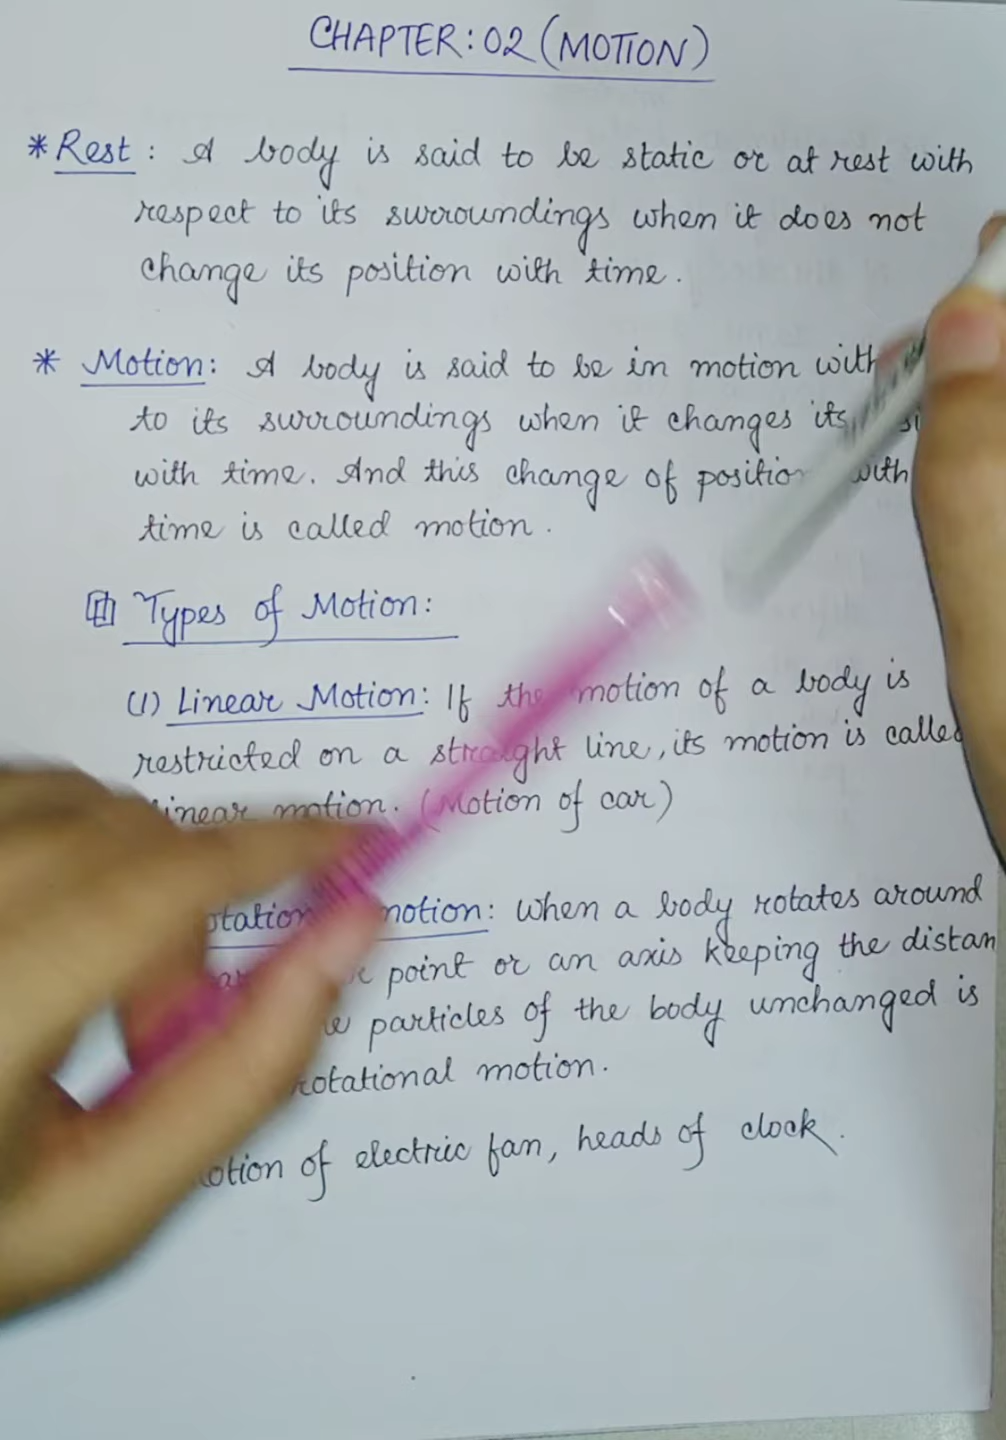 CHAPTER: 02 (MOTION)
* Rest : A body is said to be static or at rest with
respect to its surroundings when it does not
change its position with time.
* Motion: A body is said to be in motion with
to its surroundings when it changes its
with time. And this change of position with
time is called motion.
Types of Motion:
(1) Linear Motion: If the motion of a body is
restricted on a straight line, its motion is called
linear motion. (Motion of car)
motion: when a body rotates around
point or an axis keeping the distan
particles of the body unchanged is
rotational motion.
of electric fan, heads of clock.